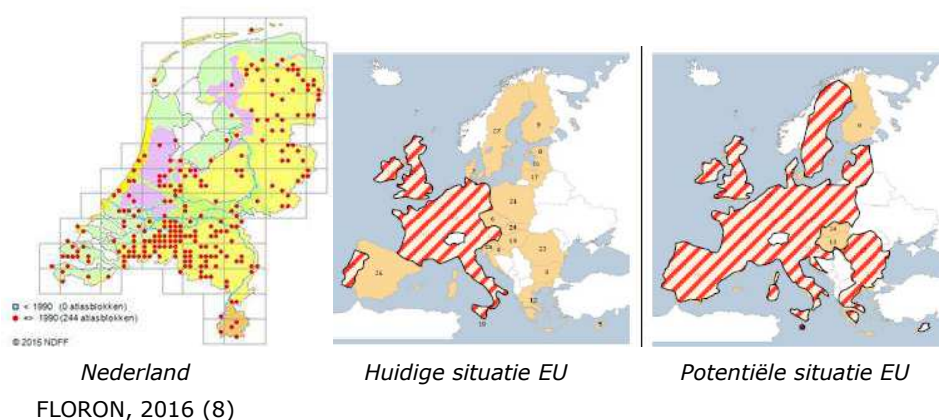 < 1990 (0 atlasblokken)
<> 1990 (244 atlasblokken)
© 2015 NDFF
Nederland
Huidige situatie EU
Potentiële situatie EU
FLORON, 2016 (8)